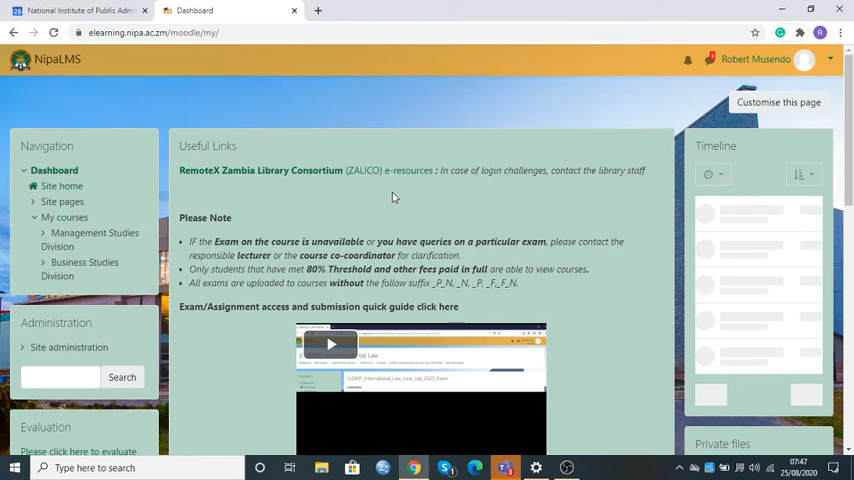 National Institute of Public Adm
Dashboard
elearning.nipa.ac.zm/moodle/my/
R
NipaLMS
Robert Musendo
Customise this page
Navigation
Dashboard
Site home
Site pages
My courses
Management Studies
Division
Business Studies
Division
Administration
Site administration
Search
Evaluation
Please click here to evaluate
Useful Links
RemoteX Zambia Library Consortium (ZALICO) e-resources : In case of login challenges, contact the library staff
Please Note
IF the Exam on the course is unavailable or you have queries on a particular exam, please contact the
responsible lecturer or the course co-ordinator for clarification.
Only students that have met 80% Threshold and other fees paid in full are able to view courses.
All exams are uploaded to courses without the follow suffix _P_N, _N, _P, _F_F_N.
Exam/Assignment access and submission quick guide click here
Timeline
Private files
Type here to search
07:47
25/08/2020